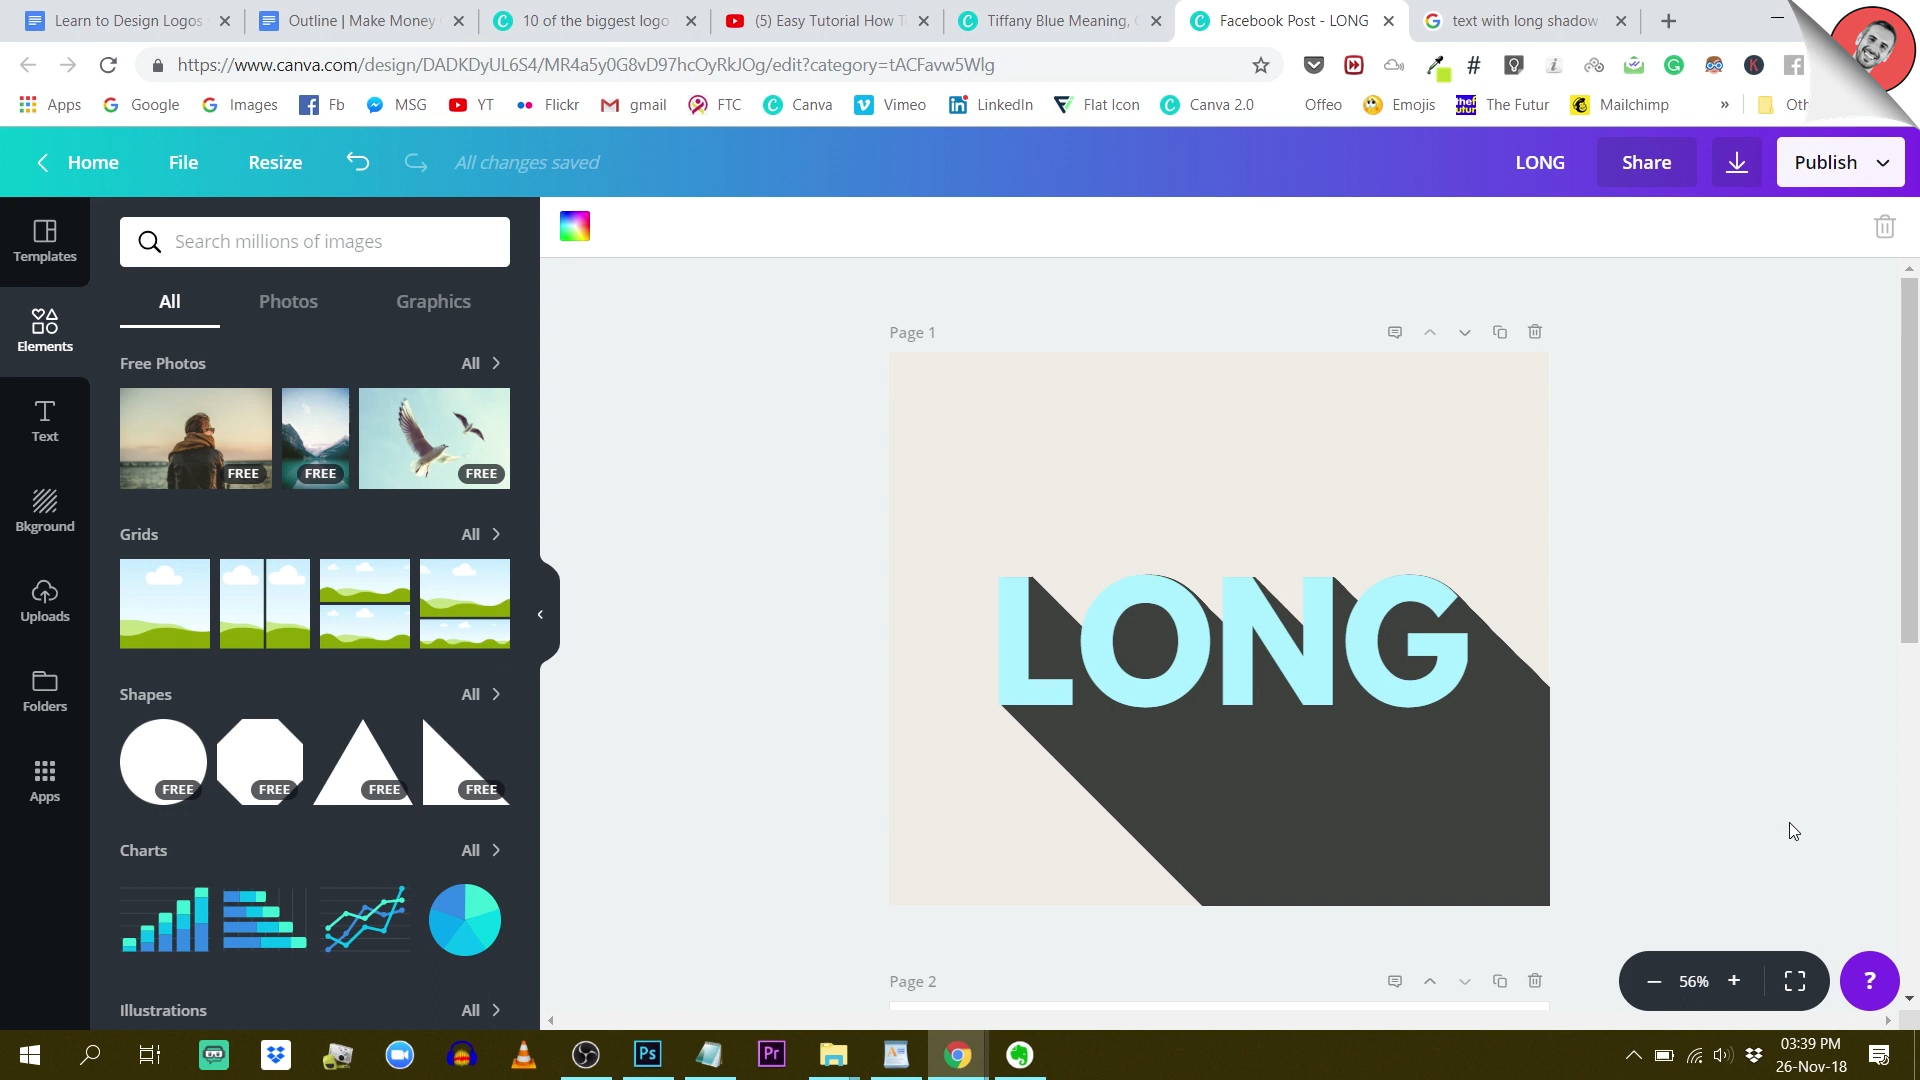 Learn to Design Logos
Outline | Make Money
10 of the biggest logo
(5) Easy Tutorial How T
Tiffany Blue Meaning,
Facebook Post - LONG
text with long shadow
https://www.canva.com/design/DADKDyUL6S4/MR4a5y0G8vD97hcOyRkJOg/edit?category=tACFavw5WIg
Apps Google Images Fb MSG YT Flickr gmail FTC Canva Vimeo LinkedIn Flat Icon Canva 2.0 Offeo Emojis The Futur Mailchimp » Oth
Home File Resize All changes saved LONG Share Publish
Templates
Elements
Text
Bkground
Uploads
Folders
Apps
Search millions of images
All Photos Graphics
Free Photos All
FREE FREE FREE
Grids All
Shapes All
FREE FREE FREE FREE
Charts All
Illustrations All
Page 1
LONG
Page 2
56%
?
Ps
Pr
03:39 PM
26-Nov-18